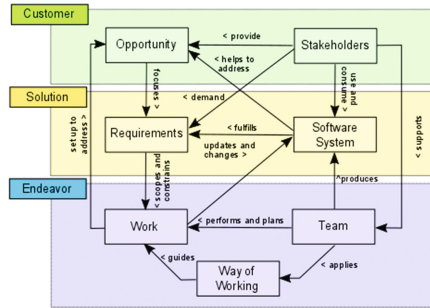 Customer
Opportunity
< provide
Stakeholders
< helps to
address
focuses >
< demand
use and
consume >
Solution
set up to
address >
Requirements
< fulfills
Software
System
updates and
changes >
< scopes and
constrains
< supports
^produces
Endeavor
Work
< performs and plans
Team
< guides
Way of
Working
< applies